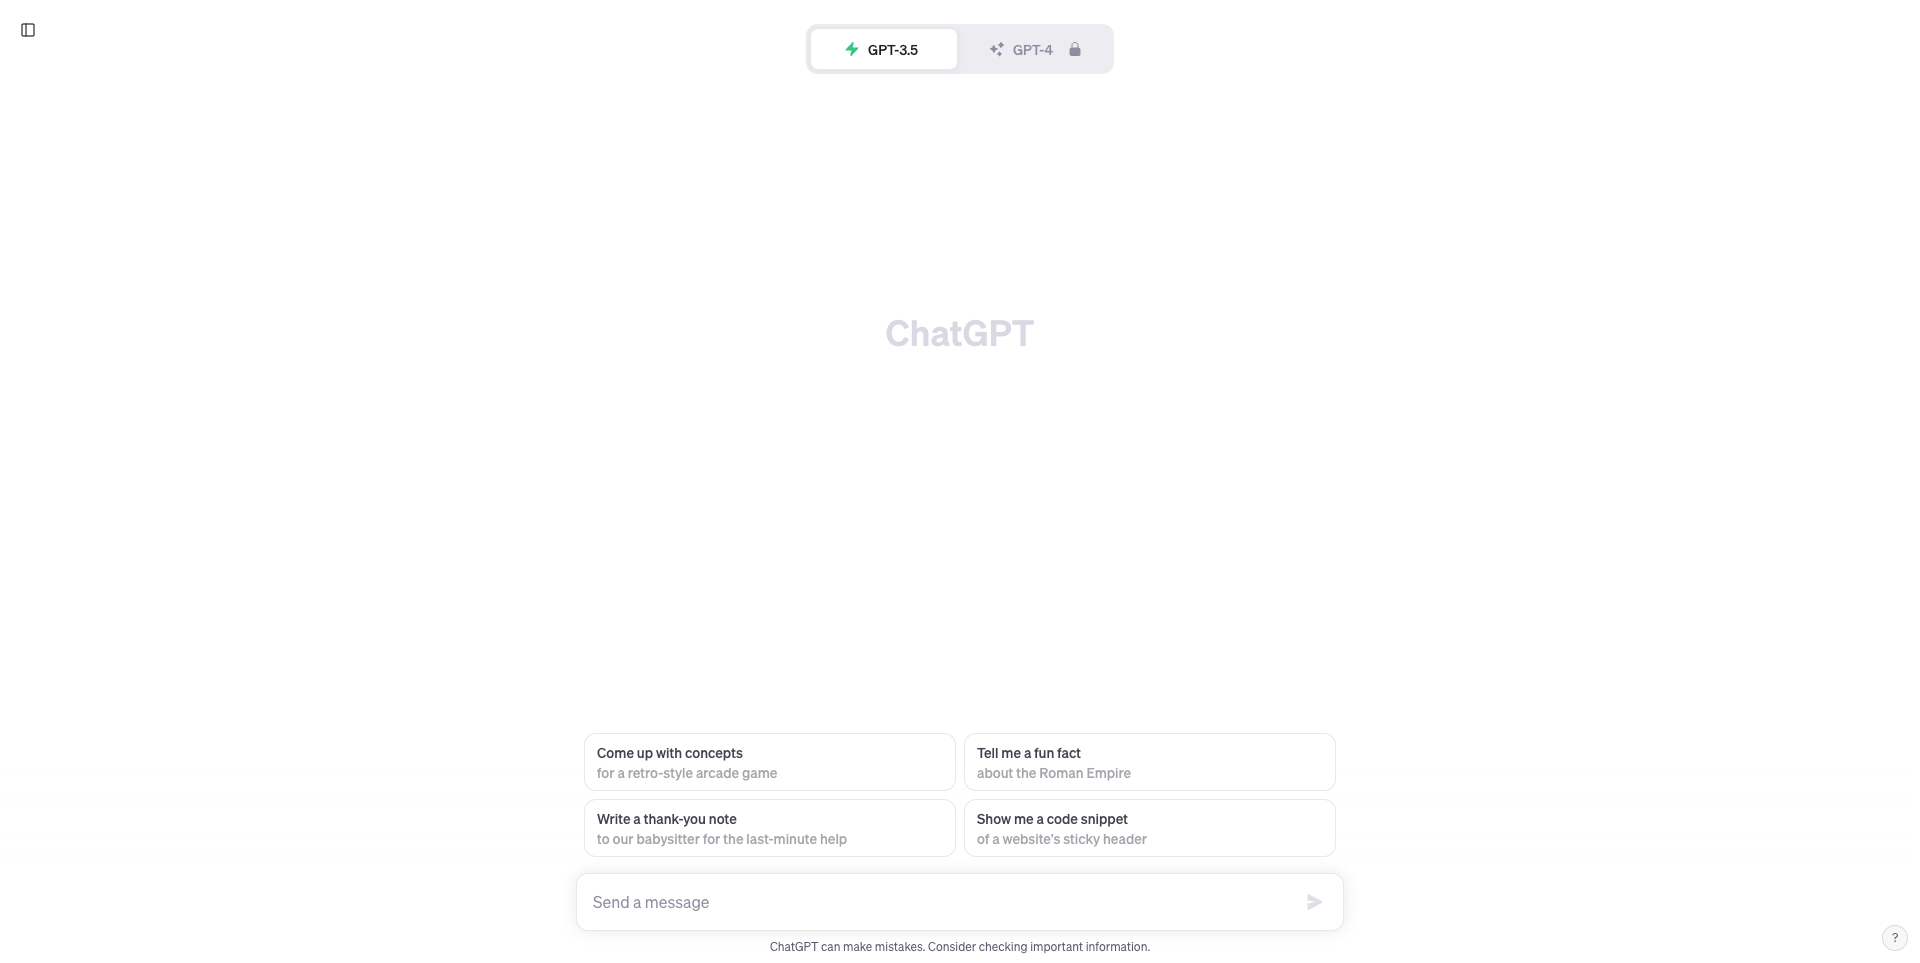 GPT-3.5
GPT-4
ChatGPT
Come up with concepts
for a retro-style arcade game
Tell me a fun fact
about the Roman Empire
Write a thank-you note
to our babysitter for the last-minute help
Show me a code snippet
of a website's sticky header
Send a message
ChatGPT can make mistakes. Consider checking important information.
?